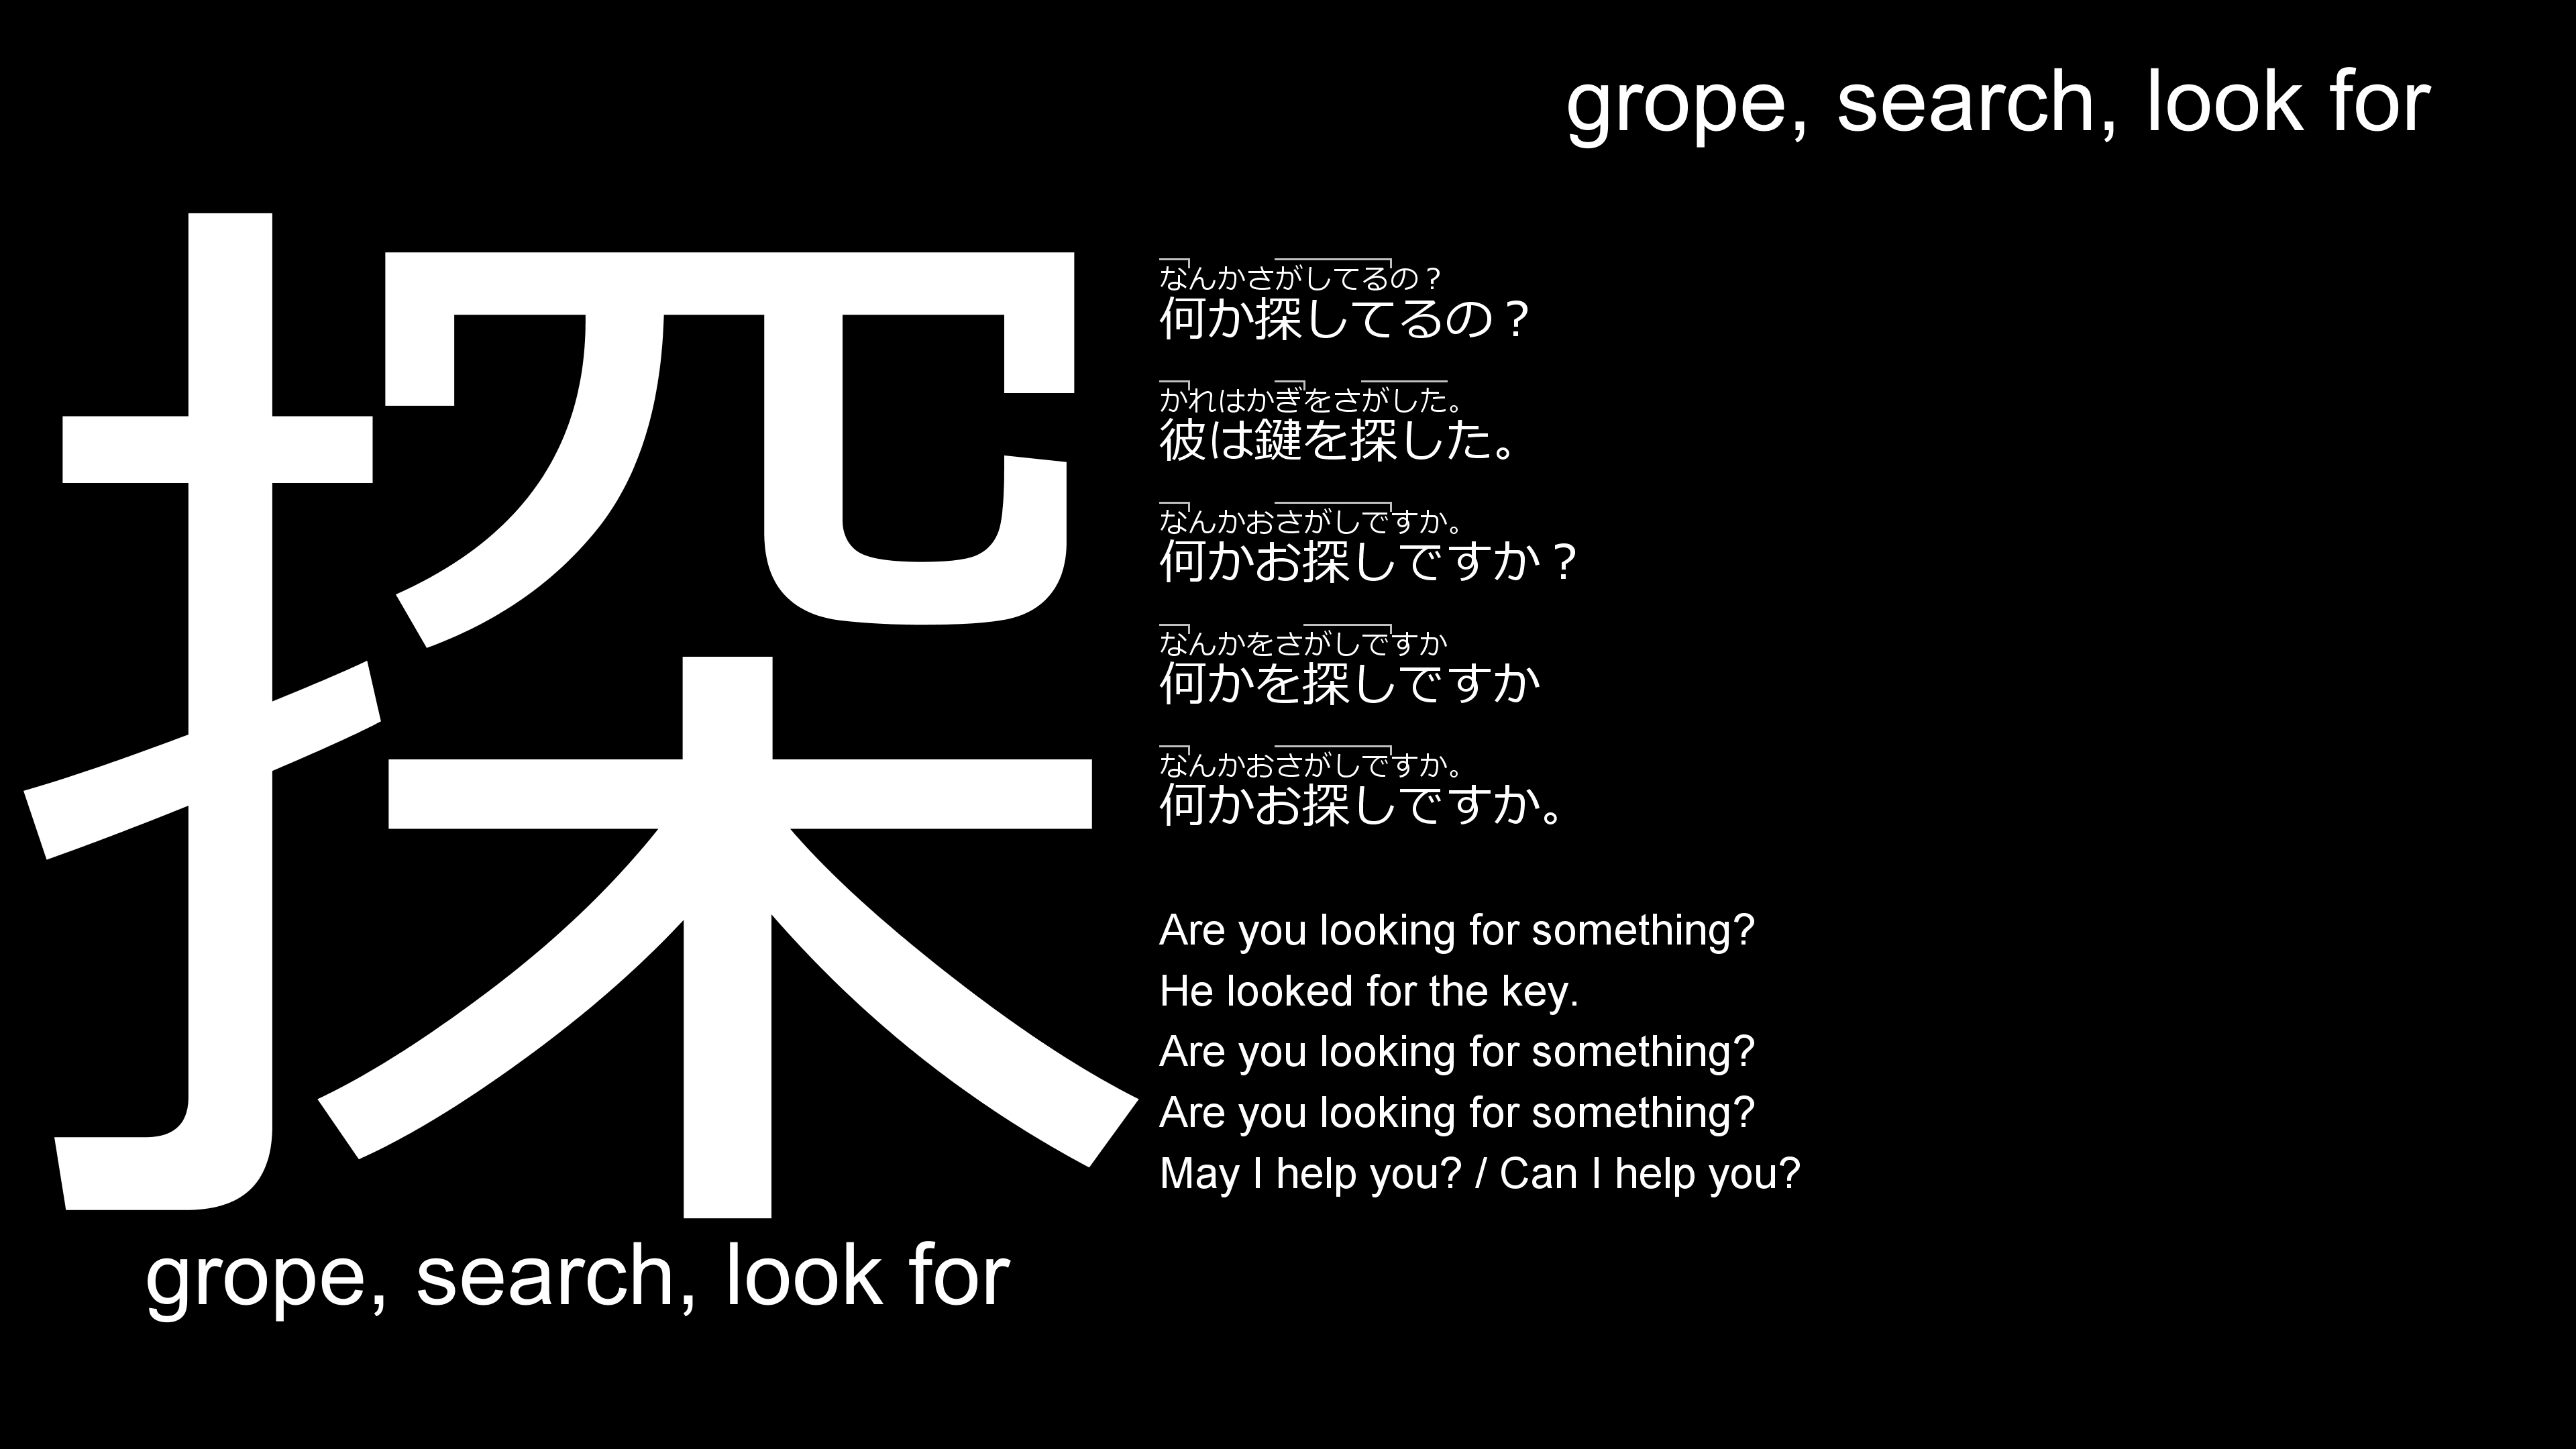 grope, search, look for
探
grope, search, look for
なんかさがしてるの？
何か探してるの？
かれはかぎをさがした。
彼は鍵を探した。
なんかおさがしですか。
何かお探しですか？
なんかをさがしですか
何かを探しですか
なんかおさがしですか。
何かお探しですか。
Are you looking for something?
He looked for the key.
Are you looking for something?
Are you looking for something?
May I help you? / Can I help you?